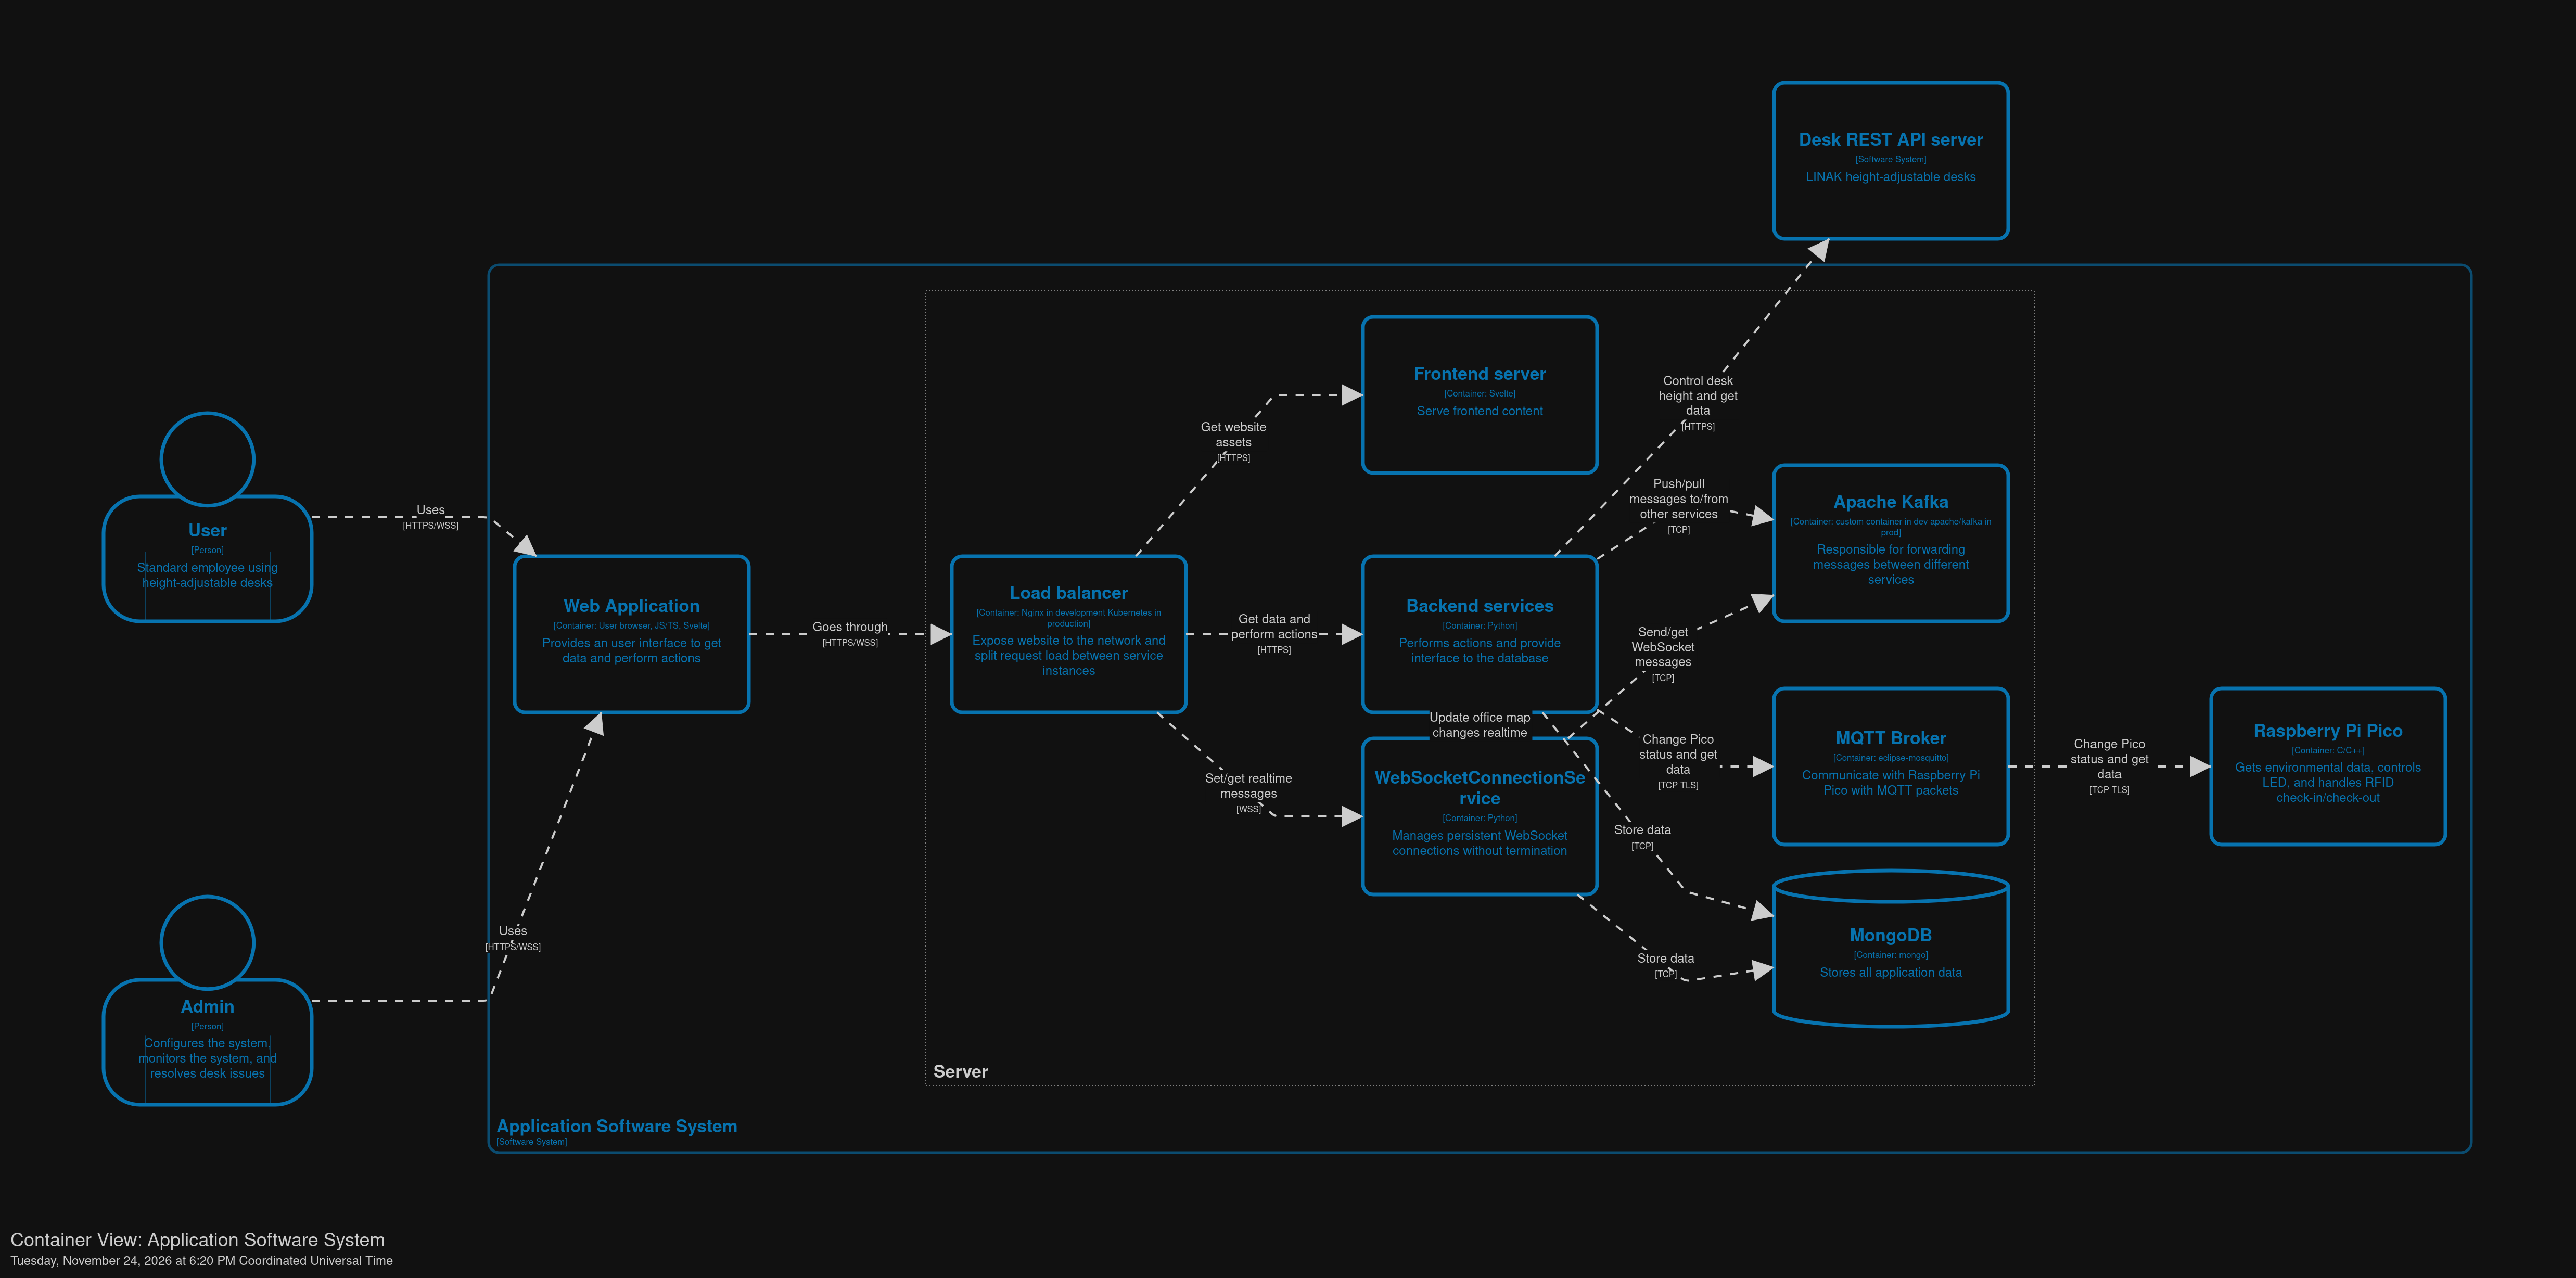 Desk REST API server
[Software System]
LINAK height-adjustable desks
Frontend server
[Container: Svelte]
Serve frontend content
Control desk
height and get
data
[HTTPS]
Get website
assets
[HTTPS]
Push/pull
messages to/from
other services
[TCP]
Apache Kafka
[Container: custom container in dev apache/kafka in
prod]
Responsible for forwarding
messages between different
services
User
[Person]
Standard employee using
height-adjustable desks
Uses
[HTTPS/WSS]
Web Application
[Container: User browser, JS/TS, Svelte]
Provides an user interface to get
data and perform actions
Goes through
[HTTPS/WSS]
Load balancer
[Container: Nginx in development Kubernetes in
production]
Expose website to the network and
split request load between service
instances
Get data and
perform actions
[HTTPS]
Backend services
[Container: Python]
Performs actions and provide
interface to the database
Send/get
WebSocket
messages
[TCP]
Update office map
changes realtime
Change Pico
status and get
data
[TCP TLS]
MQTT Broker
[Container: eclipse-mosquitto]
Communicate with Raspberry Pi
Pico with MQTT packets
Change Pico
status and get
data
[TCP TLS]
Raspberry Pi Pico
[Container: C/C++]
Gets environmental data, controls
LED, and handles RFID
check-in/check-out
Set/get realtime
messages
[WSS]
WebSocketConnectionSe
rvice
[Container: Python]
Manages persistent WebSocket
connections without termination
Store data
[TCP]
Store data
[TCP]
MongoDB
[Container: mongo]
Stores all application data
Uses
[HTTPS/WSS]
Admin
[Person]
Configures the system,
monitors the system, and
resolves desk issues
Server
Application Software System
[Software System]
Container View: Application Software System
Tuesday, November 24, 2026 at 6:20 PM Coordinated Universal Time